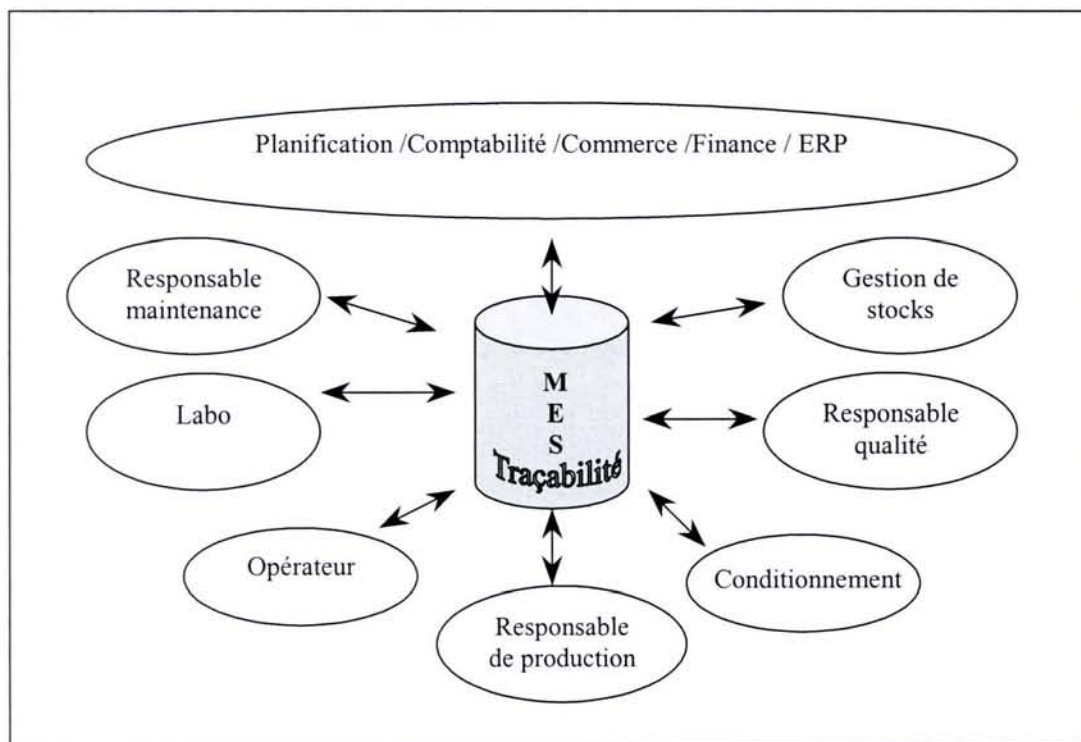 Planification /Comptabilité /Commerce /Finance / ERP
Responsable
maintenance
Gestion de
stocks
M
E
S
Traçabilité
Labo
Responsable
qualité
Opérateur
Conditionnement
Responsable
de production